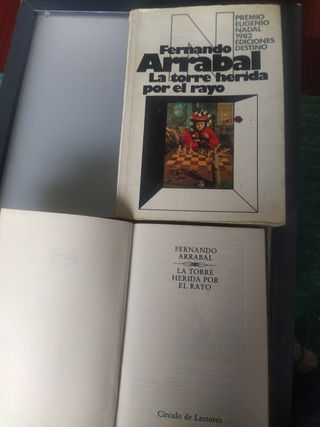 PREMIO
EUGENIO
NADAL
1982
EDICIONES
DESTINO
N
Fernando
Arrabal
La torre herida
por el rayo
FERNANDO
ARRABAL
LA TORRE
HERIDA POR
EL RAYO
Círculo de Lectores